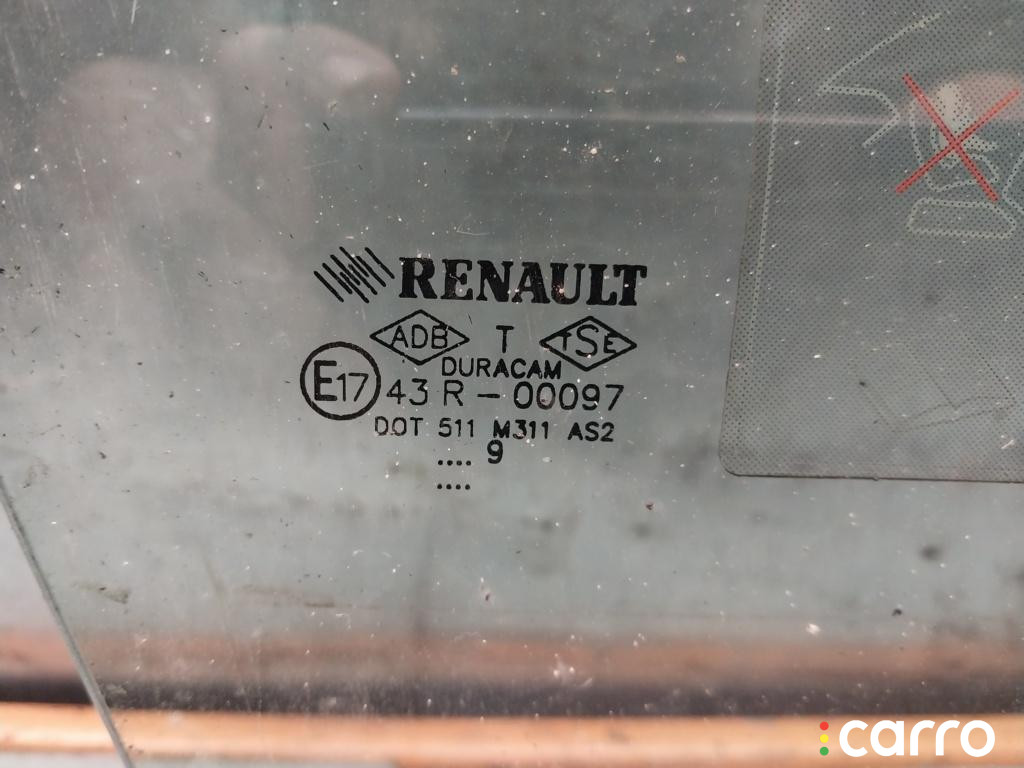 RENAULT
ADB T TSE
DURACAM
E17 43 R - 00097
DOT 511 M311 AS2
.... 9
....
carro